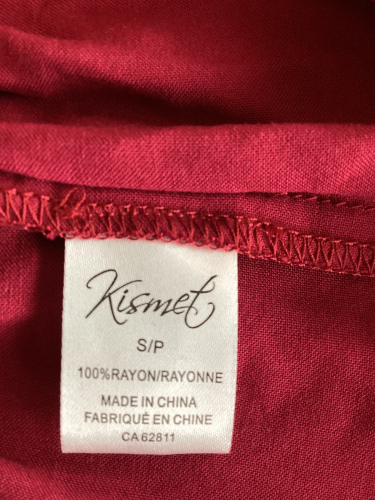 Kismet
S/P
100%RAYON/RAYONNE
MADE IN CHINA
FABRIQUÉ EN CHINE
CA 62811